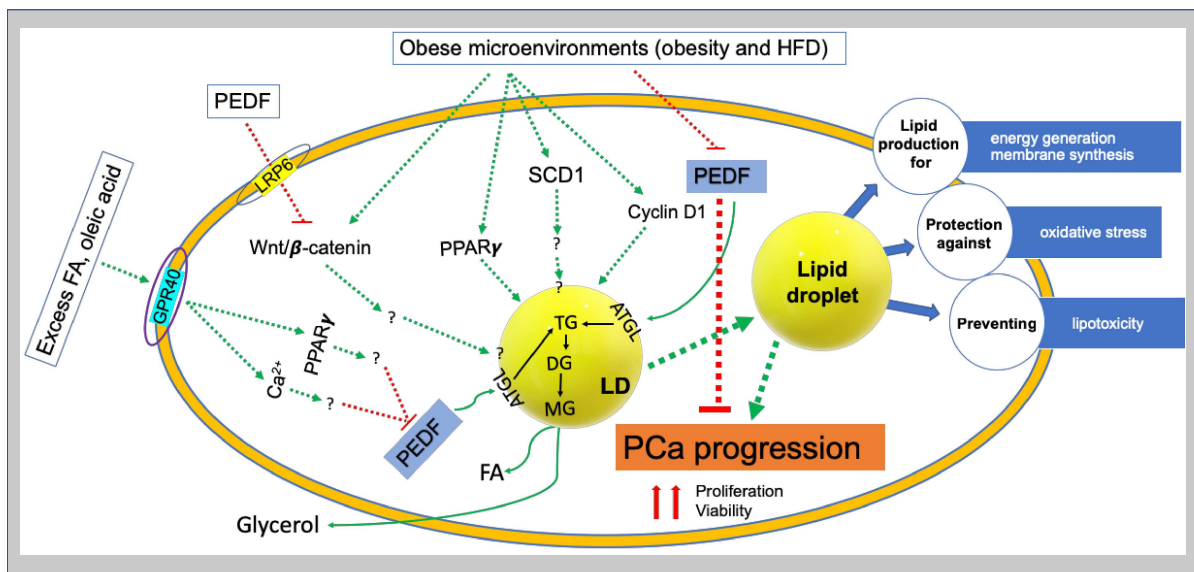 Obese microenvironments (obesity and HFD)
PEDF
LRP6
Excess FA, oleic acid
GPR40
Wnt/β-catenin
PPARγ
SCD1
Cyclin D1
PEDF
?
?
?
?
PPARγ
?
Ca²⁺
?
PEDF
ATGL
ATGL
TG
DG
MG
LD
FA
Glycerol
Lipid
droplet
Lipid
production
for
energy generation
membrane synthesis
Protection
against
oxidative stress
Preventing
lipotoxicity
PCa progression
Proliferation
Viability